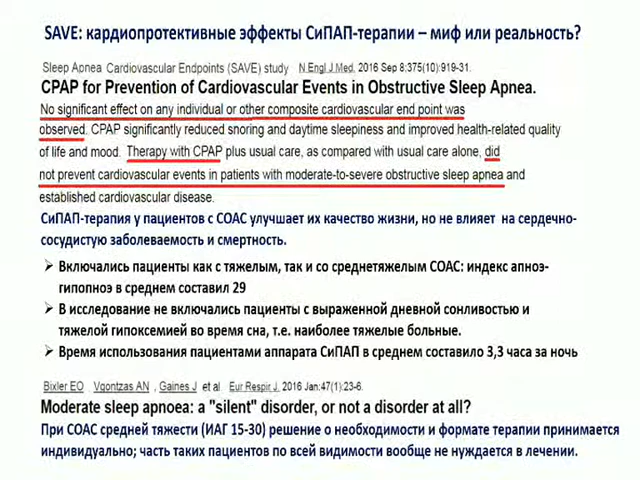 SAVE: кардиопротективные эффекты СиПАП-терапии – миф или реальность?
Sleep Apnea Cardiovascular Endpoints (SAVE) study N Engl J Med. 2016 Sep 8;375(10):919-31.
CPAP for Prevention of Cardiovascular Events in Obstructive Sleep Apnea.
No significant effect on any individual or other composite cardiovascular end point was
observed. CPAP significantly reduced snoring and daytime sleepiness and improved health-related quality
of life and mood. Therapy with CPAP plus usual care, as compared with usual care alone, did
not prevent cardiovascular events in patients with moderate-to-severe obstructive sleep apnea and
established cardiovascular disease.
СиПАП-терапия у пациентов с СОАС улучшает их качество жизни, но не влияет на сердечно-
сосудистую заболеваемость и смертность.
➢ Включались пациенты как с тяжелым, так и со среднетяжелым СОАС: индекс апноэ-
гипопноэ в среднем составил 29
➢ В исследование не включались пациенты с выраженной дневной сонливостью и
тяжелой гипоксемией во время сна, т.е. наиболее тяжелые больные.
➢ Время использования пациентами аппарата СиПАП в среднем составило 3,3 часа за ночь
Bixler EO Vgontzas AN , Gaines J et al Eur Respir J. 2016 Jan:47(1):23-6.
Moderate sleep apnoea: a "silent" disorder, or not a disorder at all?
При СОАС средней тяжести (ИАГ 15-30) решение о необходимости и формате терапии принимается
индивидуально; часть таких пациентов по всей видимости вообще не нуждается в лечении.